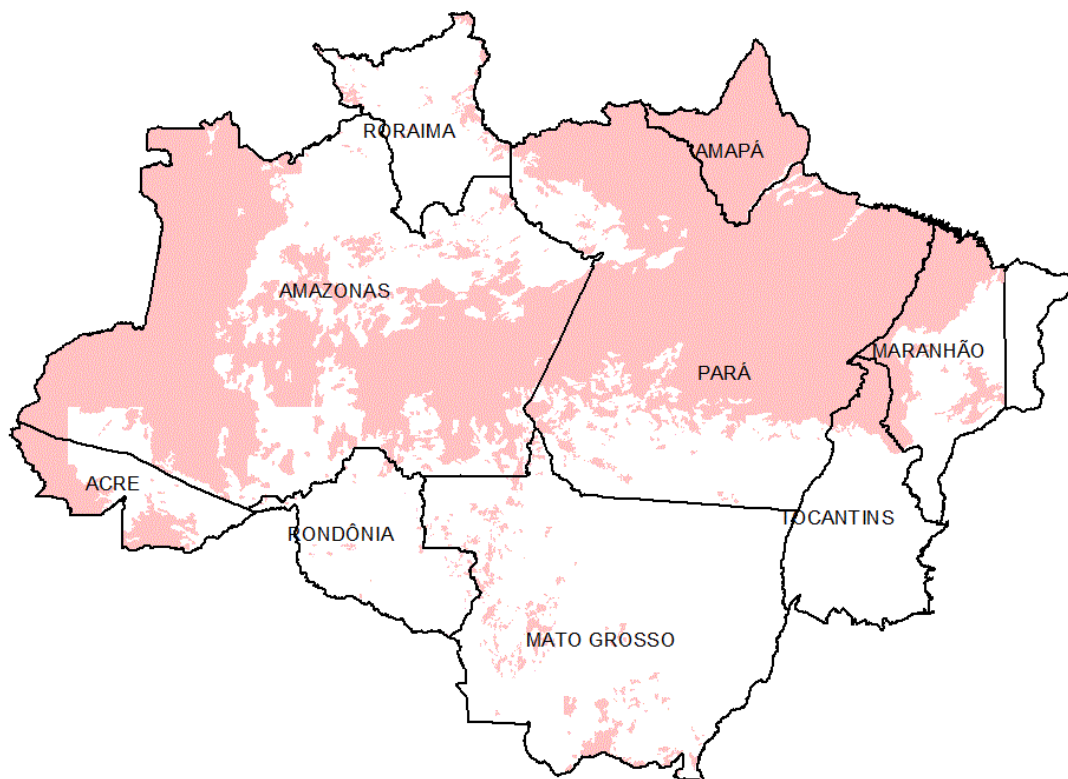 RORAIMA
AMAPÁ
AMAZONAS
MARANHÃO
PARÁ
ACRE
TOCANTINS
RONDÔNIA
MATO GROSSO